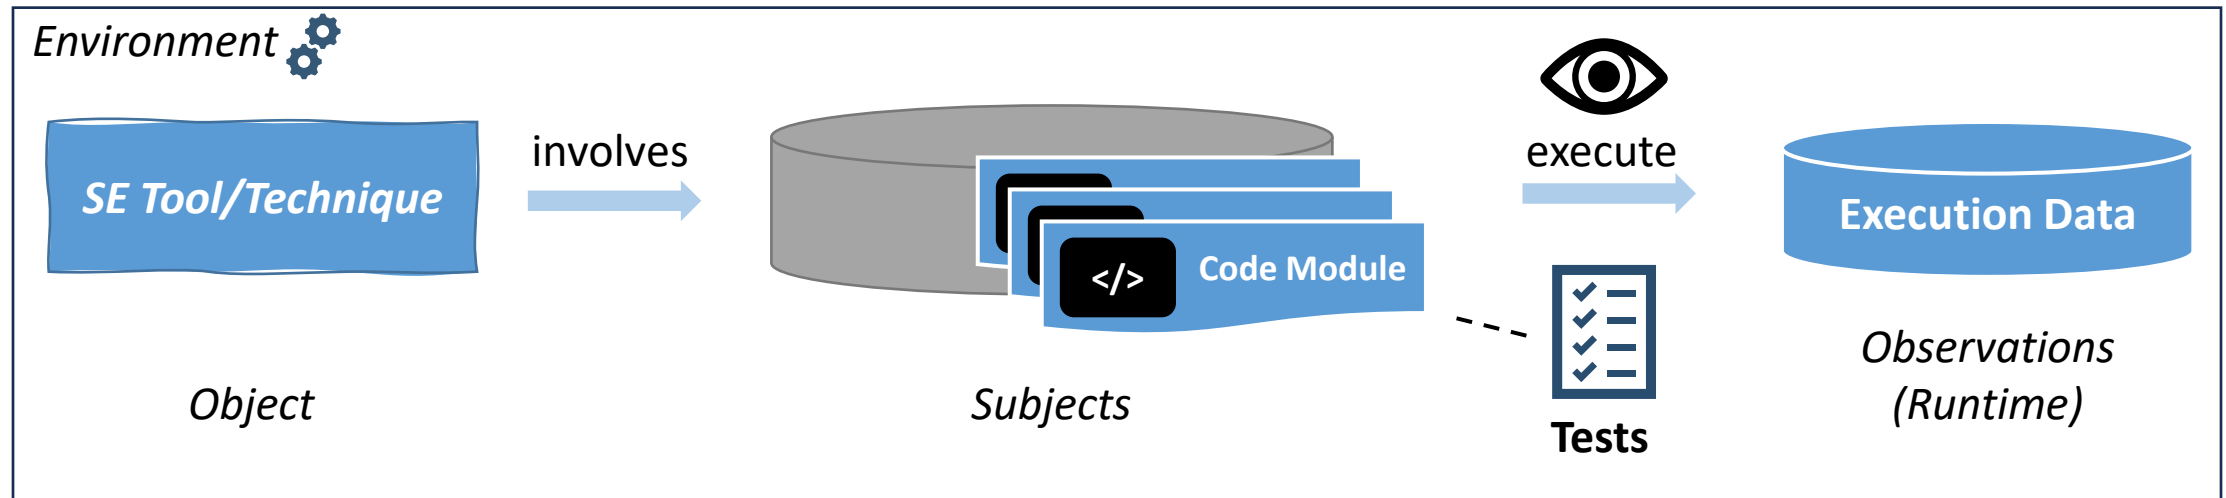 Environment
SE Tool/Technique
involves
</>
Code Module
execute
Execution Data
Object
Subjects
Tests
Observations
(Runtime)